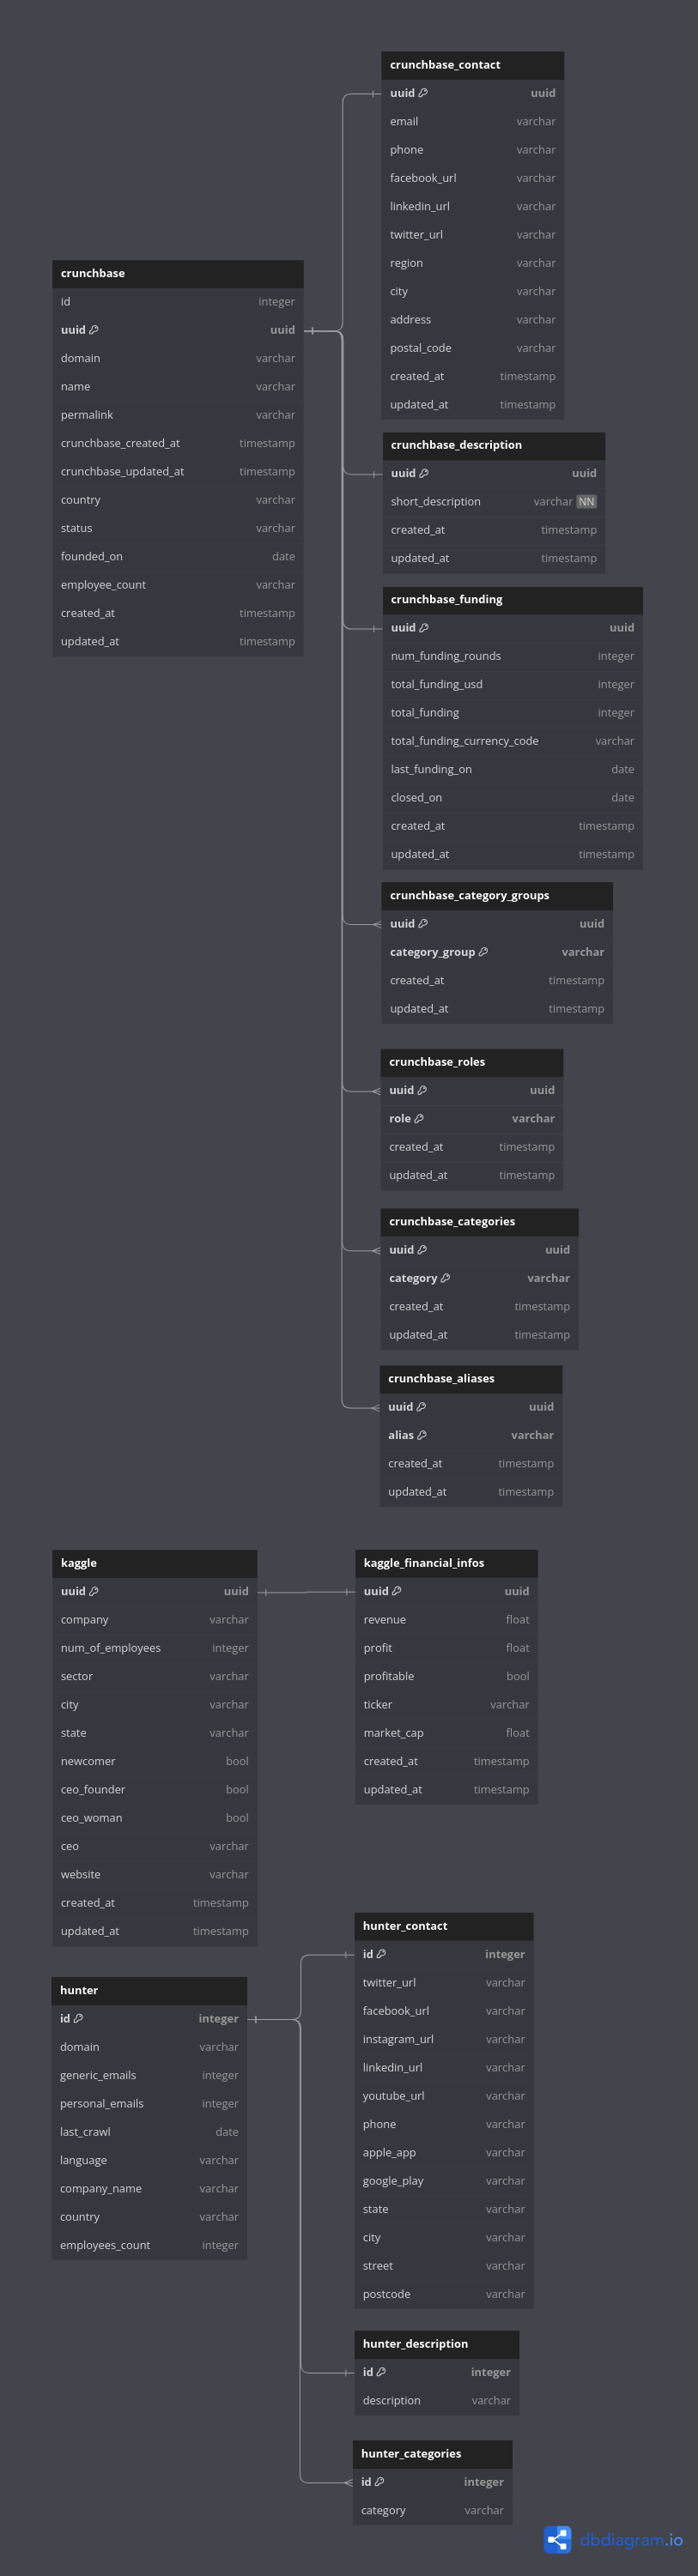 crunchbase_contact
uuid uuid
email varchar
phone varchar
facebook_url varchar
linkedin_url varchar
twitter_url varchar
region varchar
city varchar
address varchar
postal_code varchar
created_at timestamp
updated_at timestamp
crunchbase
id integer
uuid uuid
domain varchar
name varchar
permalink varchar
crunchbase_created_at timestamp
crunchbase_updated_at timestamp
country varchar
status varchar
founded_on date
employee_count varchar
created_at timestamp
updated_at timestamp
crunchbase_description
uuid uuid
short_description varchar NN
created_at timestamp
updated_at timestamp
crunchbase_funding
uuid uuid
num_funding_rounds integer
total_funding_usd integer
total_funding integer
total_funding_currency_code varchar
last_funding_on date
closed_on date
created_at timestamp
updated_at timestamp
crunchbase_category_groups
uuid uuid
category_group varchar
created_at timestamp
updated_at timestamp
crunchbase_roles
uuid uuid
role varchar
created_at timestamp
updated_at timestamp
crunchbase_categories
uuid uuid
category varchar
created_at timestamp
updated_at timestamp
crunchbase_aliases
uuid uuid
alias varchar
created_at timestamp
updated_at timestamp
kaggle
uuid uuid
company varchar
num_of_employees integer
sector varchar
city varchar
state varchar
newcomer bool
ceo_founder bool
ceo_woman bool
ceo varchar
website varchar
created_at timestamp
updated_at timestamp
kaggle_financial_infos
uuid uuid
revenue float
profit float
profitable bool
ticker varchar
market_cap float
created_at timestamp
updated_at timestamp
hunter
id integer
domain varchar
generic_emails integer
personal_emails integer
last_crawl date
language varchar
company_name varchar
country varchar
employees_count integer
hunter_contact
id integer
twitter_url varchar
facebook_url varchar
instagram_url varchar
linkedin_url varchar
youtube_url varchar
phone varchar
apple_app varchar
google_play varchar
state varchar
city varchar
street varchar
postcode varchar
hunter_description
id integer
description varchar
hunter_categories
id integer
category varchar
dbdiagram.io